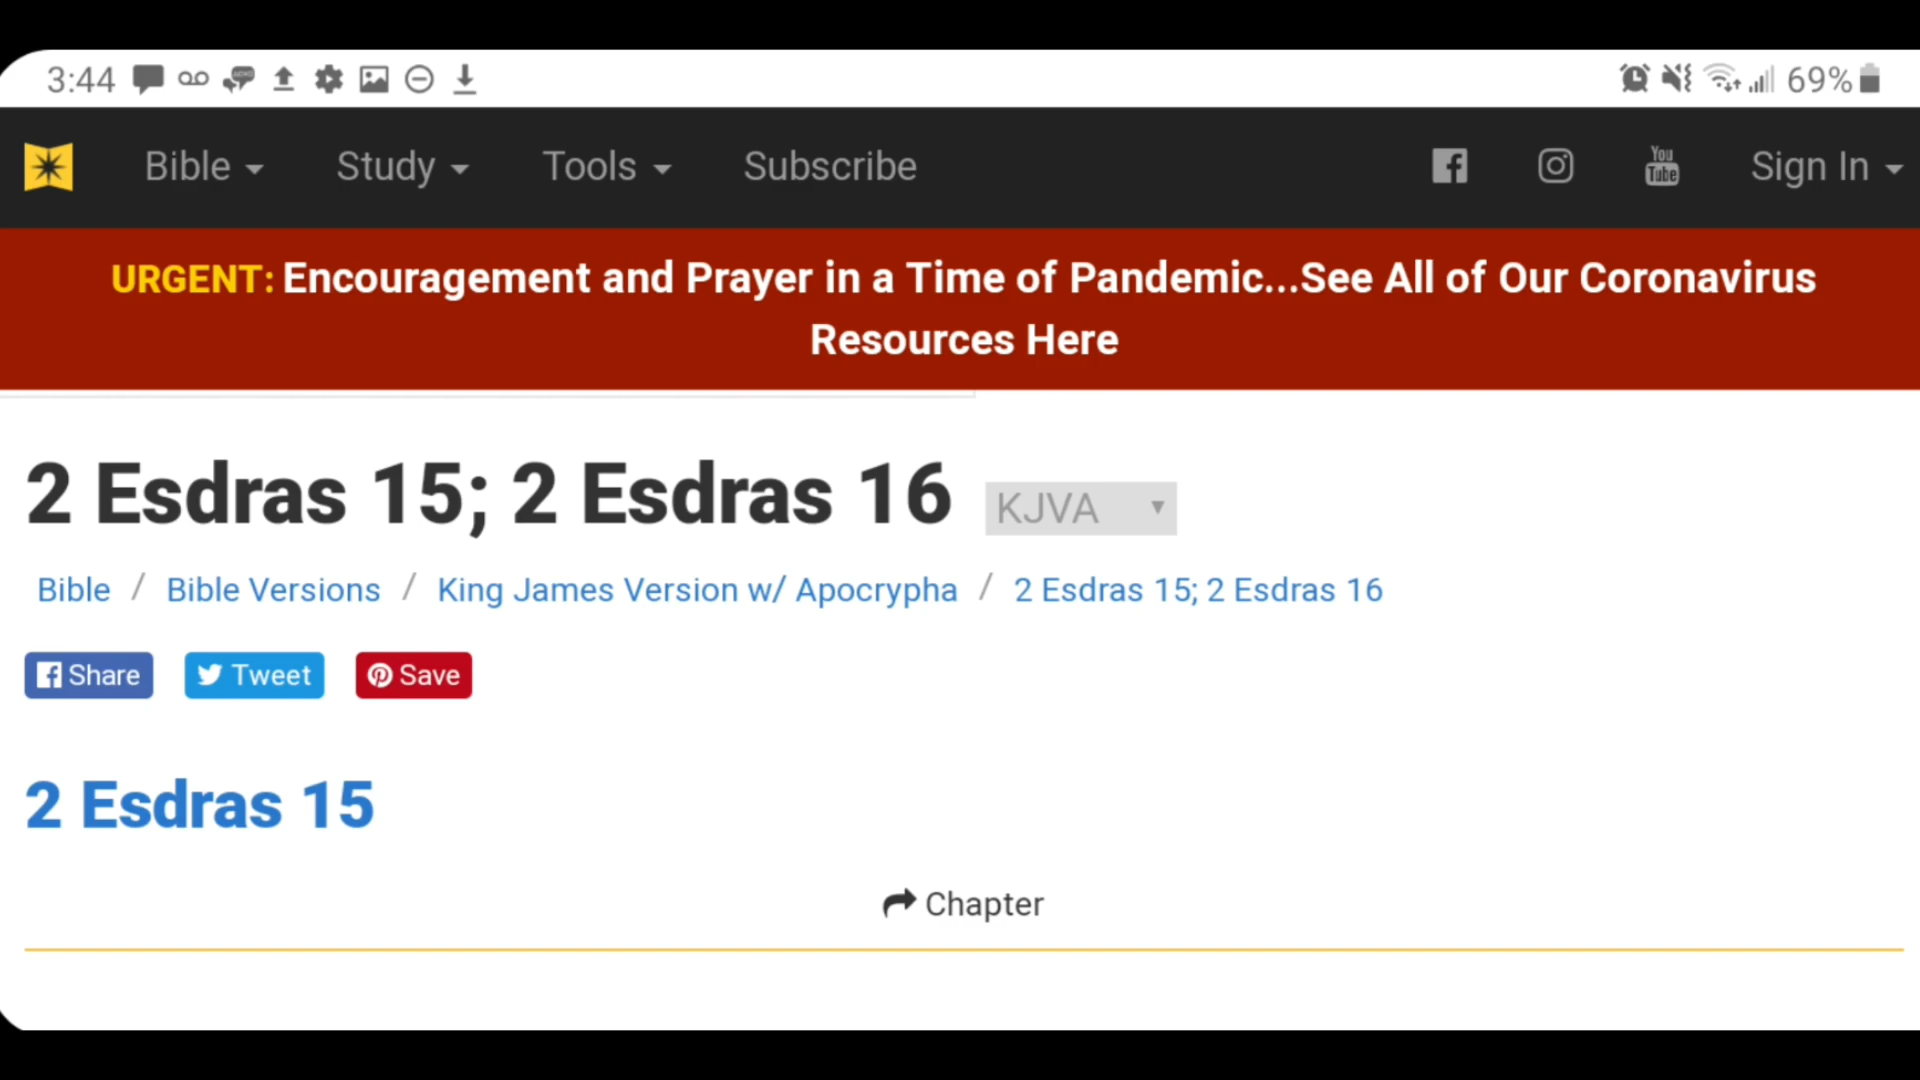 3:44 69%
Bible Study Tools Subscribe You Tube Sign In
URGENT: Encouragement and Prayer in a Time of Pandemic...See All of Our Coronavirus
Resources Here
2 Esdras 15; 2 Esdras 16 KJVA
Bible / Bible Versions / King James Version w/ Apocrypha / 2 Esdras 15; 2 Esdras 16
Share Tweet Save
2 Esdras 15
Chapter